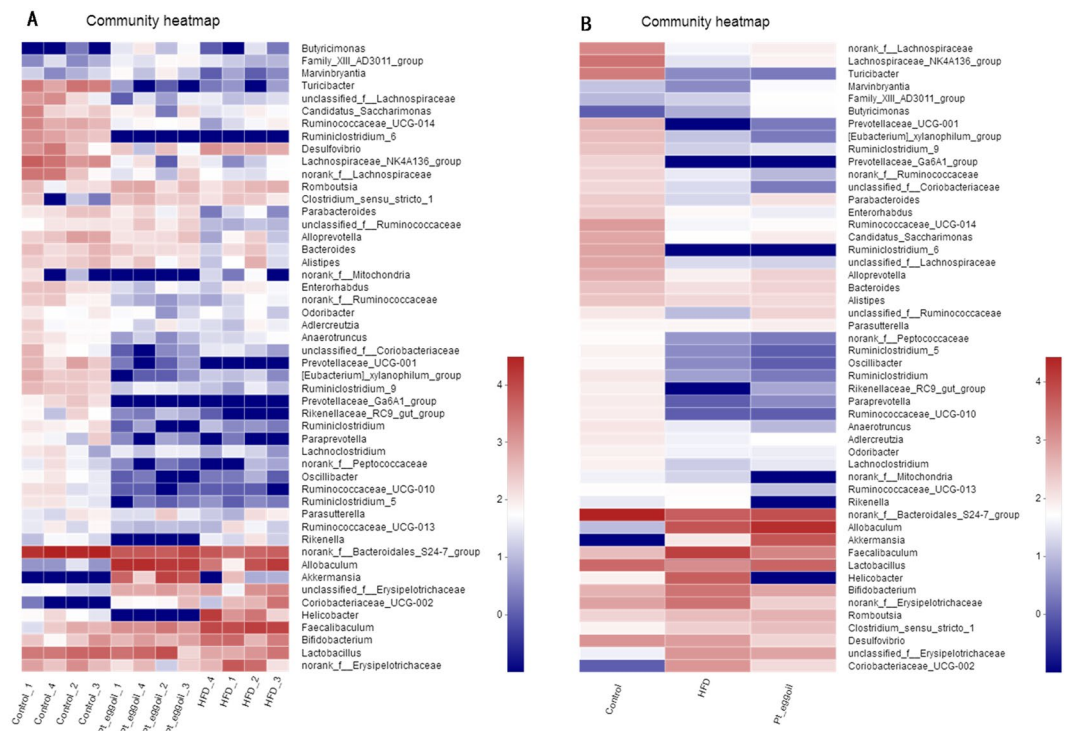 A
Community heatmap
Butyricimonas
Family_XIII_AD3011_group
Marvinbryantia
Turicibacter
unclassified_f__Lachnospiraceae
Candidatus_Saccharimonas
Ruminococcaceae_UCG-014
Ruminiclostridium_6
Desulfovibrio
Lachnospiraceae_NK4A136_group
norank_f__Lachnospiraceae
Romboutsia
Clostridium_sensu_stricto_1
Parabacteroides
unclassified_f__Ruminococcaceae
Alloprevotella
Bacteroides
Alistipes
norank_f__Mitochondria
Enterorhabdus
norank_f__Ruminococcaceae
Odoribacter
Adlercreutzia
Anaerotruncus
unclassified_f__Coriobacteriaceae
Prevotellaceae_UCG-001
[Eubacterium]_xylanophilum_group
Ruminiclostridium_9
Prevotellaceae_Ga6A1_group
Rikenellaceae_RC9_gut_group
Ruminiclostridium
Paraprevotella
Lachnoclostridium
norank_f__Peptococcaceae
Oscillibacter
Ruminococcaceae_UCG-010
Ruminiclostridium_5
Parasutterella
Ruminococcaceae_UCG-013
Rikenella
norank_f__Bacteroidales_S24-7_group
Allobaculum
Akkermansia
unclassified_f__Erysipelotrichaceae
Coriobacteriaceae_UCG-002
Helicobacter
Faecalibaculum
Bifidobacterium
Lactobacillus
norank_f__Erysipelotrichaceae
Control_1
Control_4
Control_2
Control_3
Pt_eggoil_1
Pt_eggoil_4
Pt_eggoil_2
Pt_eggoil_3
HFD_4
HFD_1
HFD_2
HFD_3
4
3
2
1
0
B
Community heatmap
norank_f__Lachnospiraceae
Lachnospiraceae_NK4A136_group
Turicibacter
Marvinbryantia
Family_XIII_AD3011_group
Butyricimonas
Prevotellaceae_UCG-001
[Eubacterium]_xylanophilum_group
Ruminiclostridium_9
Prevotellaceae_Ga6A1_group
norank_f__Ruminococcaceae
unclassified_f__Coriobacteriaceae
Parabacteroides
Enterorhabdus
Ruminococcaceae_UCG-014
Candidatus_Saccharimonas
Ruminiclostridium_6
unclassified_f__Lachnospiraceae
Alloprevotella
Bacteroides
Alistipes
unclassified_f__Ruminococcaceae
Parasutterella
norank_f__Peptococcaceae
Ruminiclostridium_5
Oscillibacter
Ruminiclostridium
Rikenellaceae_RC9_gut_group
Paraprevotella
Ruminococcaceae_UCG-010
Anaerotruncus
Adlercreutzia
Odoribacter
Lachnoclostridium
norank_f__Mitochondria
Ruminococcaceae_UCG-013
Rikenella
norank_f__Bacteroidales_S24-7_group
Allobaculum
Akkermansia
Faecalibaculum
Lactobacillus
Helicobacter
Bifidobacterium
norank_f__Erysipelotrichaceae
Romboutsia
Clostridium_sensu_stricto_1
Desulfovibrio
unclassified_f__Erysipelotrichaceae
Coriobacteriaceae_UCG-002
Control
HFD
Pt_eggoil
4
3
2
1
0